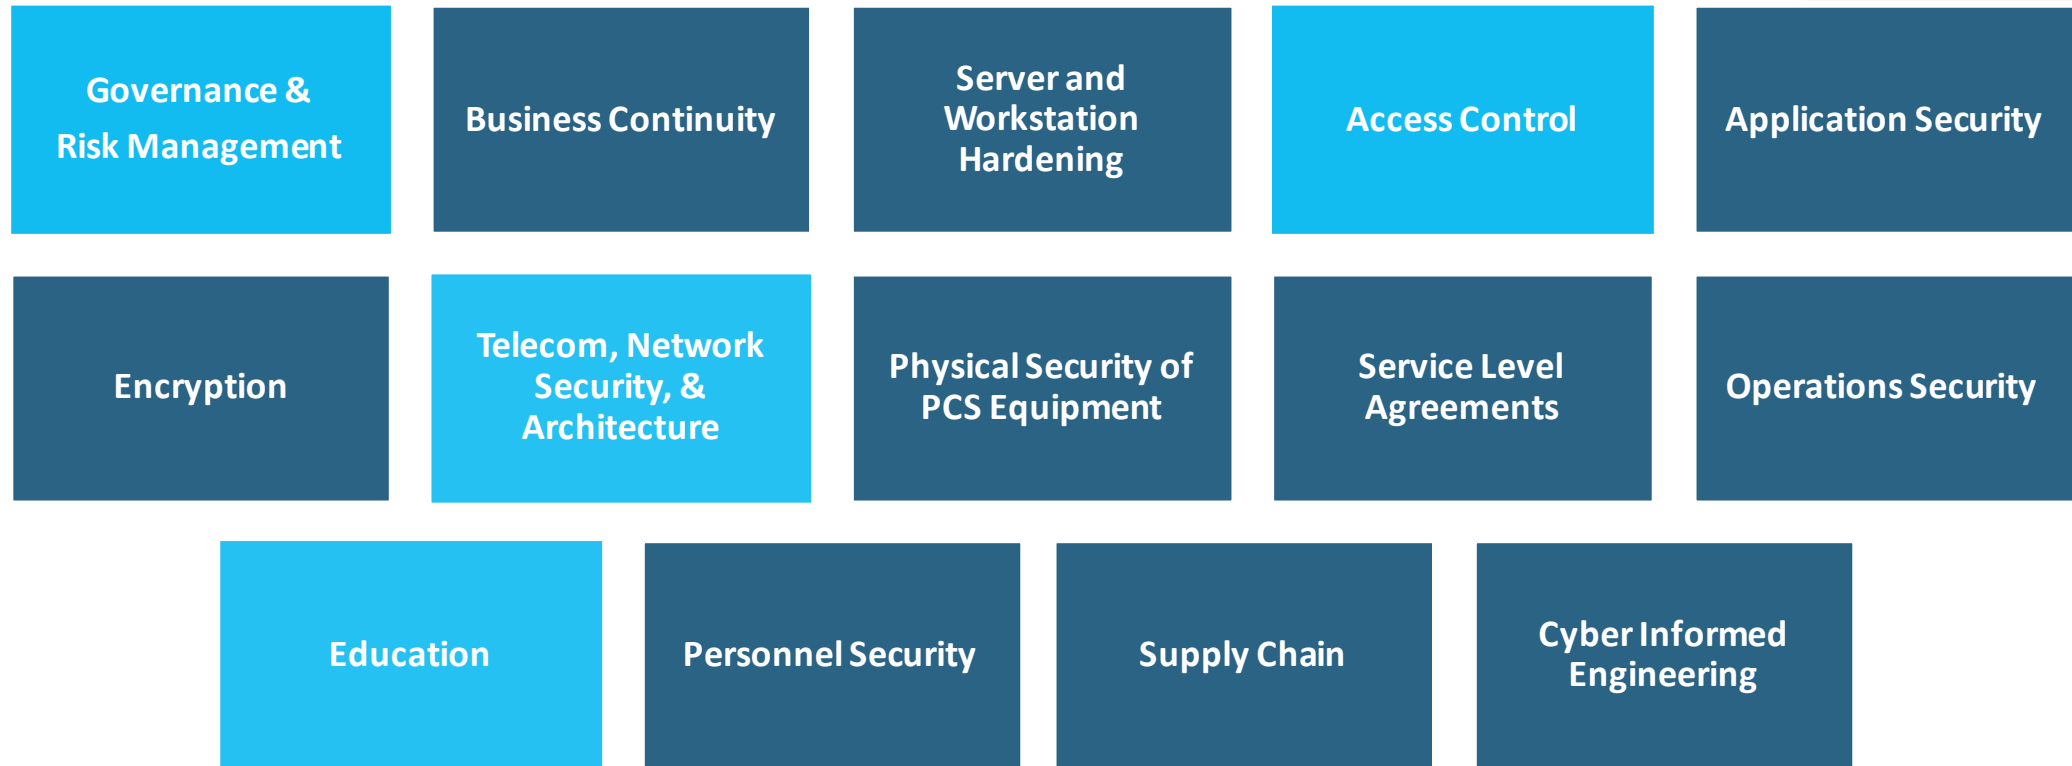 Governance &
Risk Management
Business Continuity
Server and
Workstation
Hardening
Access Control
Application Security
Encryption
Telecom, Network
Security, &
Architecture
Physical Security of
PCS Equipment
Service Level
Agreements
Operations Security
Education
Personnel Security
Supply Chain
Cyber Informed
Engineering